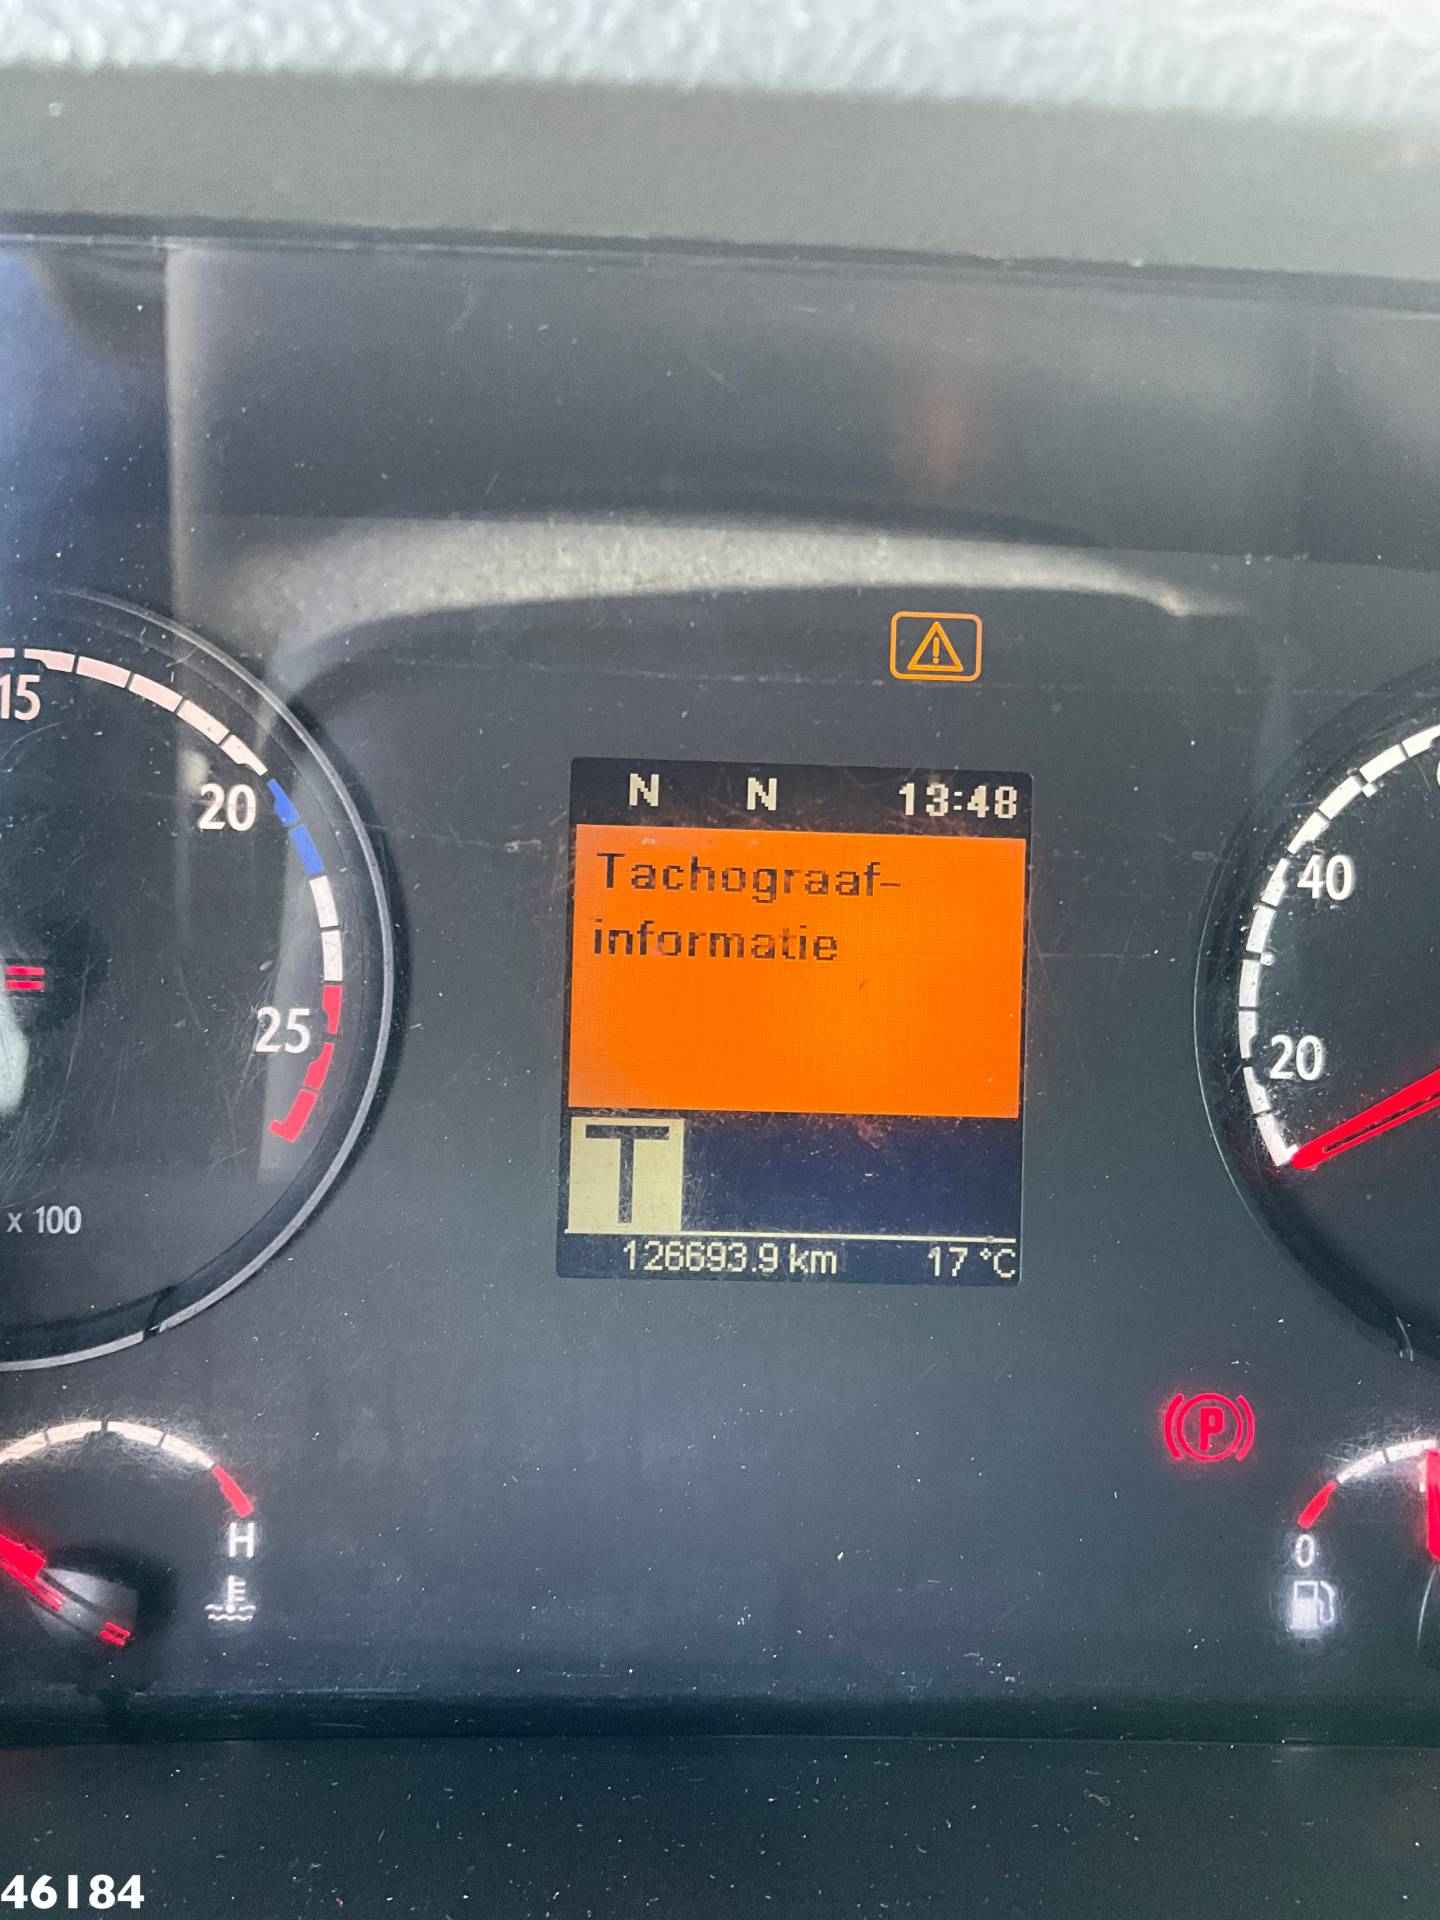 15
20
25
x 100
N N 13:48
Tachograaf-
informatie
T
126693.9 km 17 °C
40
20
P
H
0
46184